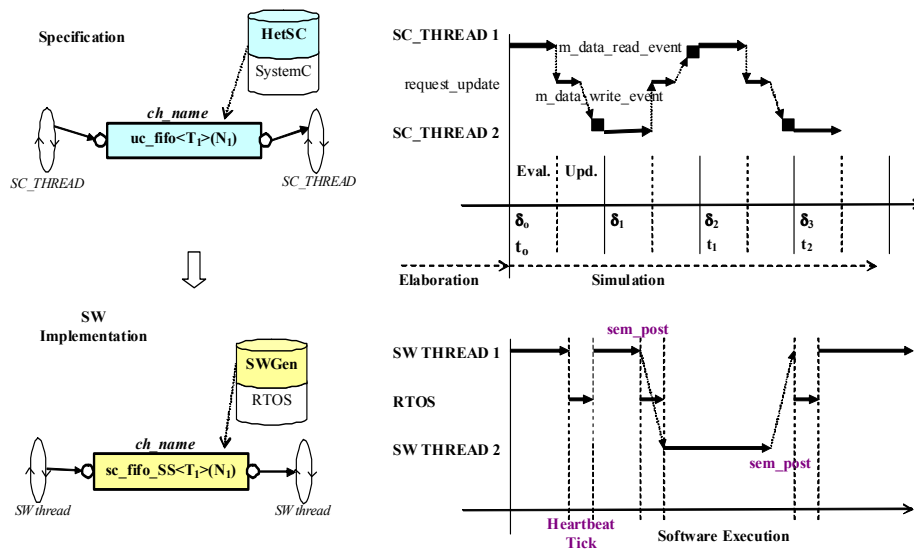 Specification
HetSC
SystemC
ch_name
uc_fifo<T₁>(N₁)
SC_THREAD
SC_THREAD
SW
Implementation
SWGen
RTOS
ch_name
sc_fifo_SS<T₁>(N₁)
SW thread
SW thread
SC_THREAD 1
m_data_read_event
request_update
m_data_write_event
SC_THREAD 2
Eval. Upd.
δₒ δ₁ δ₂ δ₃
tₒ t₁ t₂
Elaboration Simulation
sem_post
SW THREAD 1
RTOS
SW THREAD 2
sem_post
Heartbeat
Tick
Software Execution